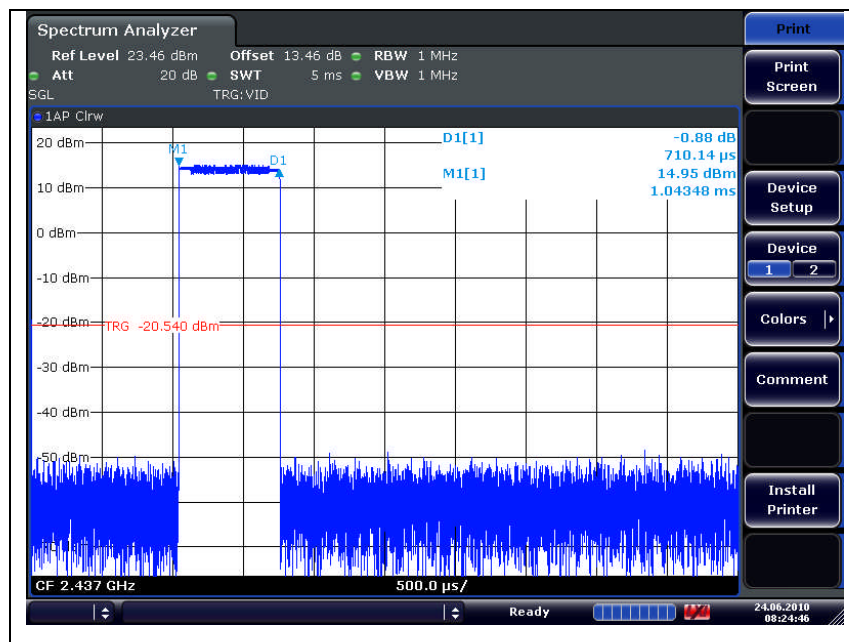 Spectrum Analyzer
Ref Level 23.46 dBm Offset 13.46 dB RBW 1 MHz
Att 20 dB SWT 5 ms VBW 1 MHz
SGL TRG:VID
1AP Clrw
D1[1] -0.88 dB
710.14 µs
M1[1] 14.95 dBm
1.04348 ms
M1
D1
20 dBm
10 dBm
0 dBm
-10 dBm
-20 dBm
TRG -20.540 dBm
-30 dBm
-40 dBm
-50 dBm
CF 2.437 GHz 500.0 µs/
Ready
24.06.2010
08:24:46
Print
Print
Screen
Device
Setup
Device
1 2
Colors
Comment
Install
Printer